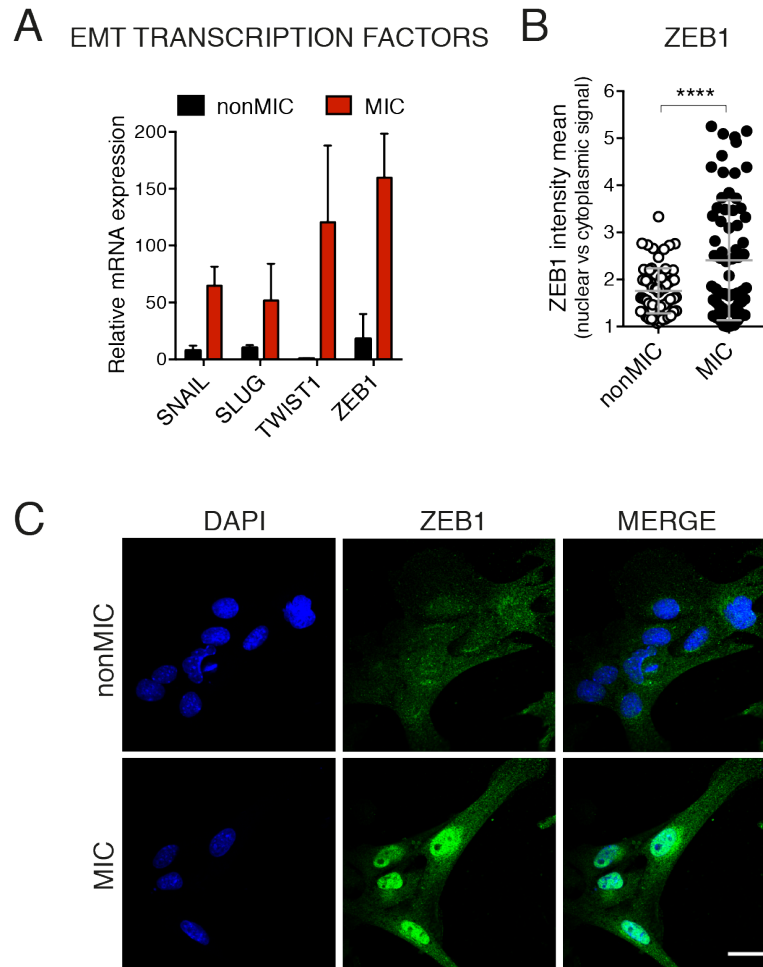 A EMT TRANSCRIPTION FACTORS
nonMIC MIC
Relative mRNA expression
200
150
100
50
0
SNAIL SLUG TWIST1 ZEB1
B ZEB1
****
ZEB1 intensity mean
(nuclear vs cytoplasmic signal)
6
5
4
3
2
1
nonMIC MIC
C
DAPI ZEB1 MERGE
nonMIC
MIC